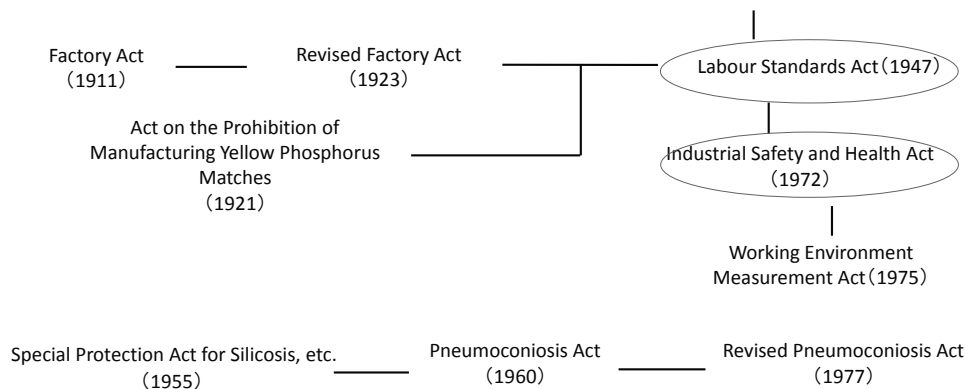 Factory Act
（1911）
Revised Factory Act
（1923）
Labour Standards Act（1947）
Act on the Prohibition of
Manufacturing Yellow Phosphorus
Matches
（1921）
Industrial Safety and Health Act
（1972）
Working Environment
Measurement Act（1975）
Special Protection Act for Silicosis, etc.
（1955）
Pneumoconiosis Act
（1960）
Revised Pneumoconiosis Act
（1977）